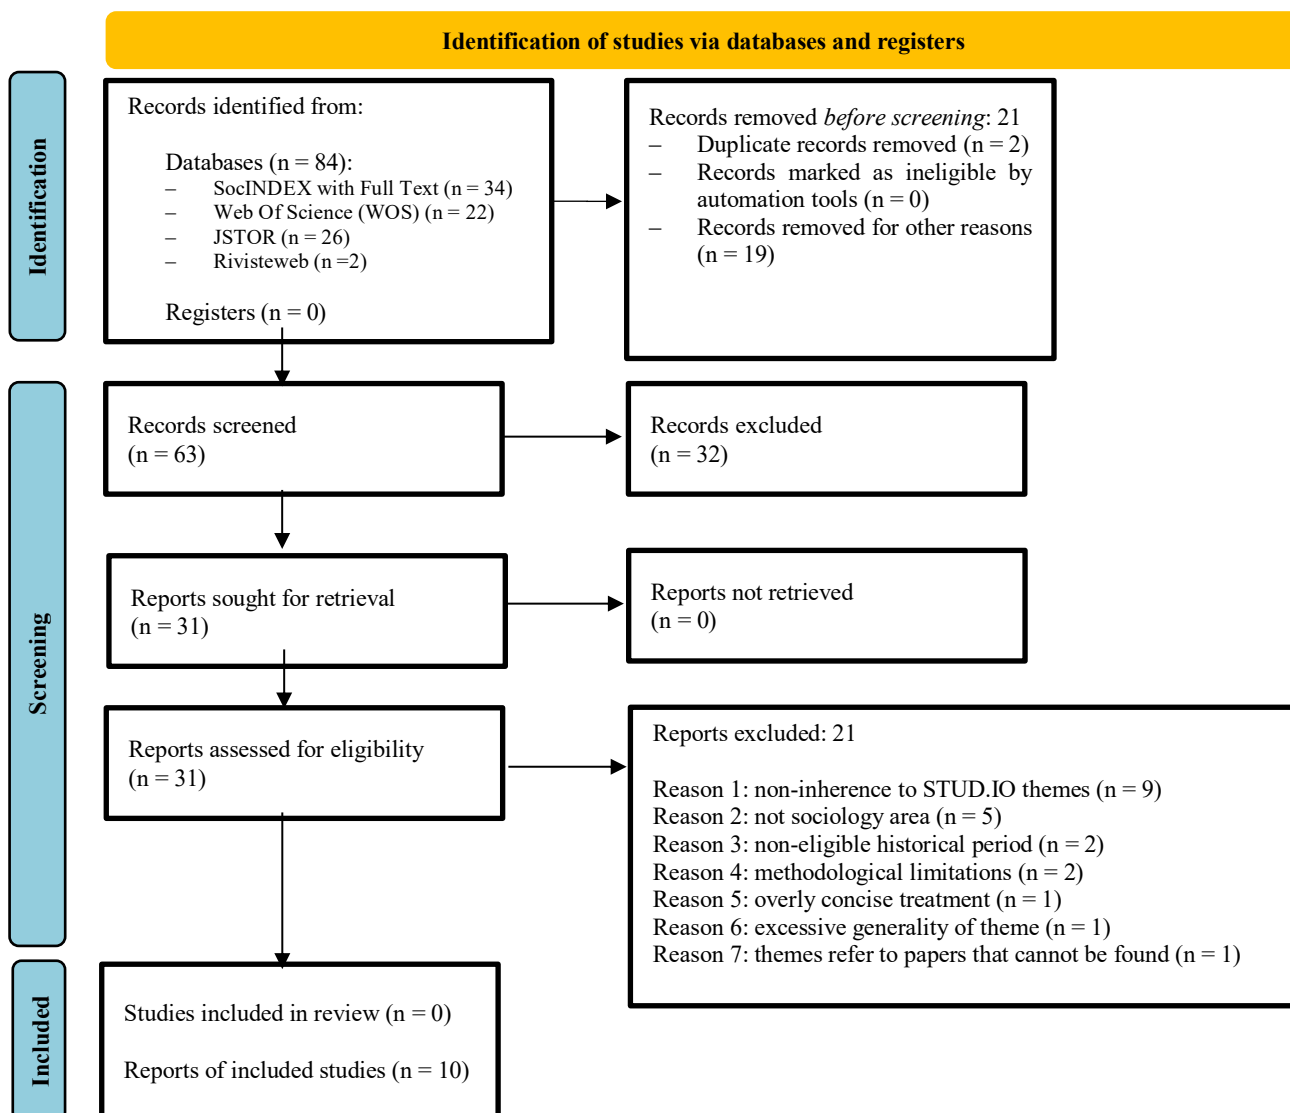 Identification of studies via databases and registers
Identification
Records identified from:
Databases (n = 84):
– SocINDEX with Full Text (n = 34)
– Web Of Science (WOS) (n = 22)
– JSTOR (n = 26)
– Rivisteweb (n =2)
Registers (n = 0)
Records removed before screening: 21
– Duplicate records removed (n = 2)
– Records marked as ineligible by
automation tools (n = 0)
– Records removed for other reasons
(n = 19)
Screening
Records screened
(n = 63)
Records excluded
(n = 32)
Reports sought for retrieval
(n = 31)
Reports not retrieved
(n = 0)
Reports assessed for eligibility
(n = 31)
Reports excluded: 21
Reason 1: non-inherence to STUD.IO themes (n = 9)
Reason 2: not sociology area (n = 5)
Reason 3: non-eligible historical period (n = 2)
Reason 4: methodological limitations (n = 2)
Reason 5: overly concise treatment (n = 1)
Reason 6: excessive generality of theme (n = 1)
Reason 7: themes refer to papers that cannot be found (n = 1)
Included
Studies included in review (n = 0)
Reports of included studies (n = 10)